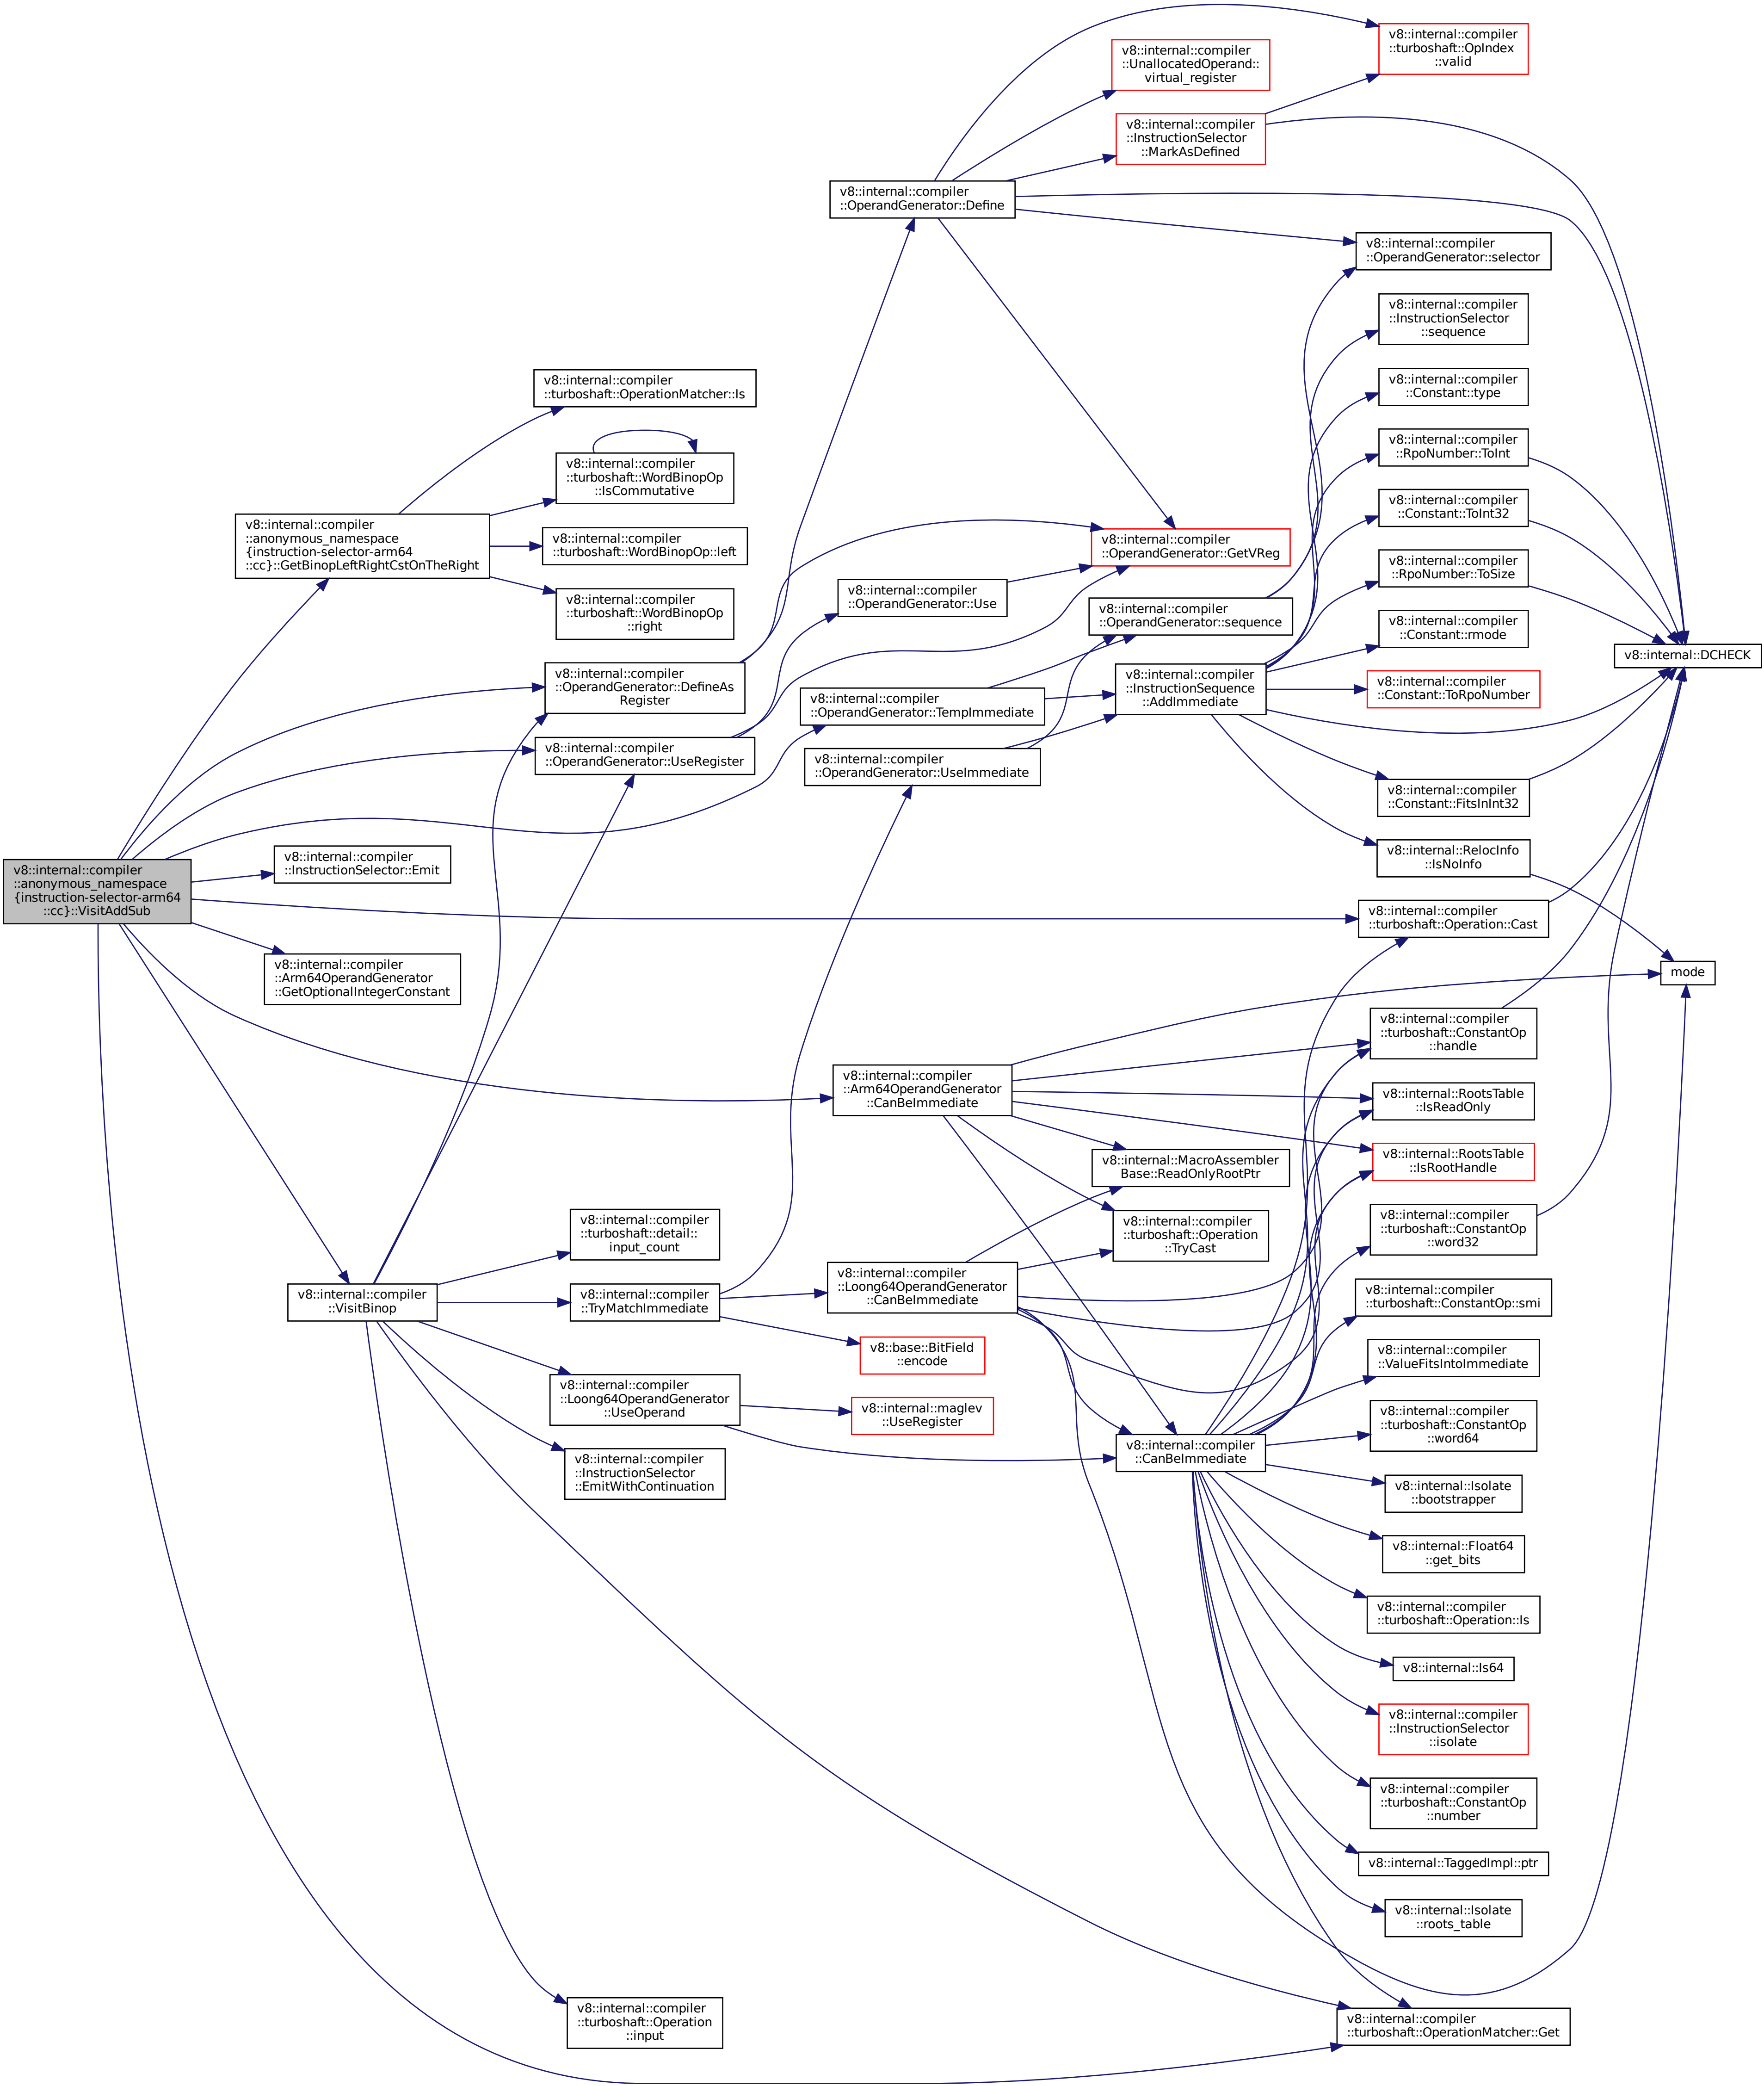 v8::internal::compiler
::turboshaft::OpIndex
::valid
v8::internal::compiler
::UnallocatedOperand::
virtual_register
v8::internal::compiler
::InstructionSelector
::MarkAsDefined
v8::internal::compiler
::OperandGenerator::Define
v8::internal::compiler
::OperandGenerator::selector
v8::internal::compiler
::InstructionSelector
::sequence
v8::internal::compiler
::turboshaft::OperationMatcher::Is
v8::internal::compiler
::Constant::type
v8::internal::compiler
::RpoNumber::ToInt
v8::internal::compiler
::turboshaft::WordBinopOp
::IsCommutative
v8::internal::compiler
::Constant::ToInt32
v8::internal::compiler
::anonymous_namespace
{instruction-selector-arm64
::cc}::GetBinopLeftRightCstOnTheRight
v8::internal::compiler
::turboshaft::WordBinopOp::left
v8::internal::compiler
::OperandGenerator::GetVReg
v8::internal::compiler
::RpoNumber::ToSize
v8::internal::compiler
::OperandGenerator::Use
v8::internal::compiler
::turboshaft::WordBinopOp
::right
v8::internal::compiler
::OperandGenerator::sequence
v8::internal::compiler
::Constant::rmode
v8::internal::DCHECK
v8::internal::compiler
::OperandGenerator::DefineAs
Register
v8::internal::compiler
::InstructionSequence
::AddImmediate
v8::internal::compiler
::Constant::ToRpoNumber
v8::internal::compiler
::OperandGenerator::TempImmediate
v8::internal::compiler
::OperandGenerator::UseRegister
v8::internal::compiler
::OperandGenerator::UseImmediate
v8::internal::compiler
::Constant::FitsInInt32
v8::internal::RelocInfo
::IsNoInfo
v8::internal::compiler
::InstructionSelector::Emit
v8::internal::compiler
::anonymous_namespace
{instruction-selector-arm64
::cc}::VisitAddSub
v8::internal::compiler
::turboshaft::Operation::Cast
v8::internal::compiler
::Arm64OperandGenerator
::GetOptionalIntegerConstant
mode
v8::internal::compiler
::turboshaft::ConstantOp
::handle
v8::internal::compiler
::Arm64OperandGenerator
::CanBeImmediate
v8::internal::RootsTable
::IsReadOnly
v8::internal::MacroAssembler
Base::ReadOnlyRootPtr
v8::internal::RootsTable
::IsRootHandle
v8::internal::compiler
::turboshaft::detail::
input_count
v8::internal::compiler
::turboshaft::Operation
::TryCast
v8::internal::compiler
::turboshaft::ConstantOp
::word32
v8::internal::compiler
::VisitBinop
v8::internal::compiler
::TryMatchImmediate
v8::internal::compiler
::Loong64OperandGenerator
::CanBeImmediate
v8::internal::compiler
::turboshaft::ConstantOp::smi
v8::base::BitField
::encode
v8::internal::compiler
::ValueFitsIntoImmediate
v8::internal::compiler
::Loong64OperandGenerator
::UseOperand
v8::internal::maglev
::UseRegister
v8::internal::compiler
::turboshaft::ConstantOp
::word64
v8::internal::compiler
::CanBeImmediate
v8::internal::compiler
::InstructionSelector
::EmitWithContinuation
v8::internal::Isolate
::bootstrapper
v8::internal::Float64
::get_bits
v8::internal::compiler
::turboshaft::Operation::Is
v8::internal::Is64
v8::internal::compiler
::InstructionSelector
::isolate
v8::internal::compiler
::turboshaft::ConstantOp
::number
v8::internal::TaggedImpl::ptr
v8::internal::Isolate
::roots_table
v8::internal::compiler
::turboshaft::Operation
::input
v8::internal::compiler
::turboshaft::OperationMatcher::Get